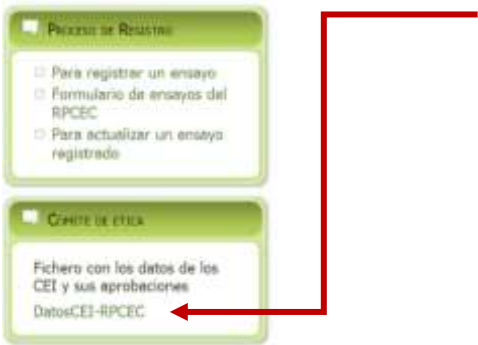 PROCESO DE REGISTRO
Para registrar un ensayo
Formulario de ensayos del
RPCEC
Para actualizar un ensayo
registrado
COMITE DE ETICA
Fichero con los datos de los
CEI y sus aprobaciones
DatosCEI-RPCEC